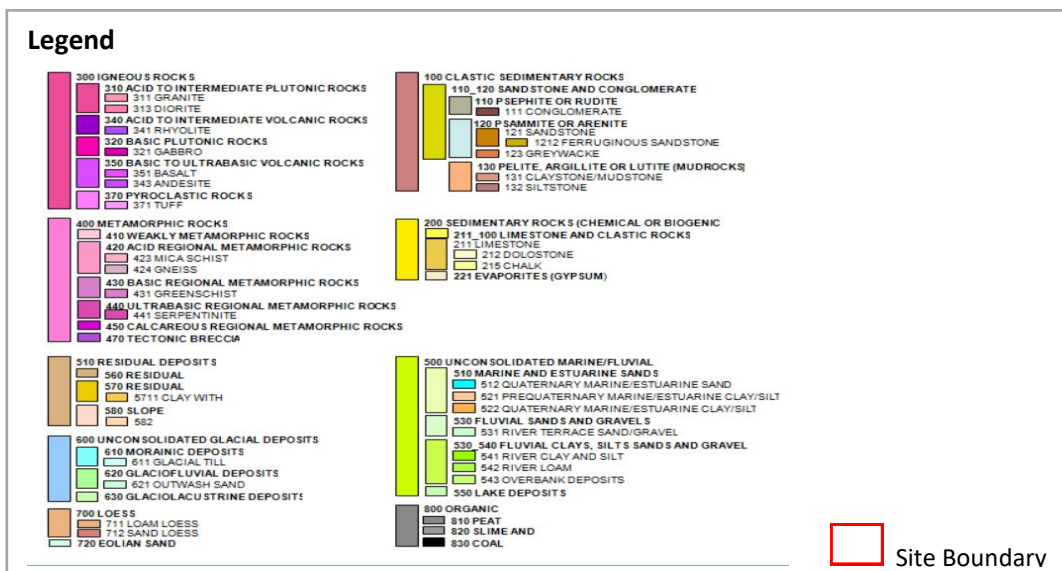 Legend
300 IGNEOUS ROCKS
310 ACID TO INTERMEDIATE PLUTONIC ROCKS
311 GRANITE
313 DIORITE
340 ACID TO INTERMEDIATE VOLCANIC ROCKS
341 RHYOLITE
320 BASIC PLUTONIC ROCKS
321 GABBRO
350 BASIC TO ULTRABASIC VOLCANIC ROCKS
351 BASALT
343 ANDESITE
370 PYROCLASTIC ROCKS
371 TUFF
400 METAMORPHIC ROCKS
410 WEAKLY METAMORPHIC ROCKS
420 ACID REGIONAL METAMORPHIC ROCKS
423 MICA SCHIST
424 GNEISS
430 BASIC REGIONAL METAMORPHIC ROCKS
431 GREENSCHIST
440 ULTRABASIC REGIONAL METAMORPHIC ROCKS
441 SERPENTINITE
450 CALCAREOUS REGIONAL METAMORPHIC ROCKS
470 TECTONIC BRECCIA
510 RESIDUAL DEPOSITS
560 RESIDUAL
570 RESIDUAL
5711 CLAY WITH
580 SLOPE
582
600 UNCONSOLIDATED GLACIAL DEPOSITS
610 MORAINIC DEPOSITS
611 GLACIAL TILL
620 GLACIOFLUVIAL DEPOSITS
621 OUTWASH SAND
630 GLACIOLACUSTRINE DEPOSITS
700 LOESS
711 LOAM LOESS
712 SAND LOESS
720 EOLIAN SAND
100 CLASTIC SEDIMENTARY ROCKS
110_120 SANDSTONE AND CONGLOMERATE
110 PSEPHITE OR RUDITE
111 CONGLOMERATE
120 PSAMMITE OR ARENITE
121 SANDSTONE
1212 FERRUGINOUS SANDSTONE
123 GREYWACKE
130 PELITE, ARGILLITE OR LUTITE (MUDROCKS)
131 CLAYSTONE/MUDSTONE
132 SILTSTONE
200 SEDIMENTARY ROCKS (CHEMICAL OR BIOGENIC
211_100 LIMESTONE AND CLASTIC ROCKS
211 LIMESTONE
212 DOLOSTONE
215 CHALK
221 EVAPORITES (GYPSUM)
500 UNCONSOLIDATED MARINE/FLUVIAL
510 MARINE AND ESTUARINE SANDS
512 QUATERNARY MARINE/ESTUARINE SAND
521 PREQUATERNARY MARINE/ESTUARINE CLAY/SILT
522 QUATERNARY MARINE/ESTUARINE CLAY/SILT
530 FLUVIAL SANDS AND GRAVELS
531 RIVER TERRACE SAND/GRAVEL
530_540 FLUVIAL CLAYS, SILTS SANDS AND GRAVEL
541 RIVER CLAY AND SILT
542 RIVER LOAM
543 OVERBANK DEPOSITS
550 LAKE DEPOSITS
800 ORGANIC
810 PEAT
820 SLIME AND
830 COAL
Site Boundary